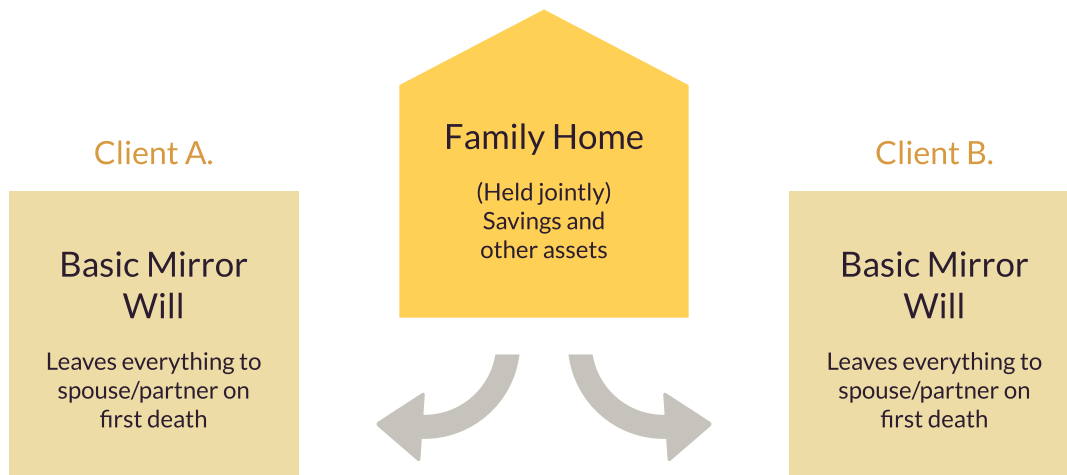 Client A.
Basic Mirror
Will
Leaves everything to
spouse/partner on
first death
Family Home
(Held jointly)
Savings and
other assets
Client B.
Basic Mirror
Will
Leaves everything to
spouse/partner on
first death